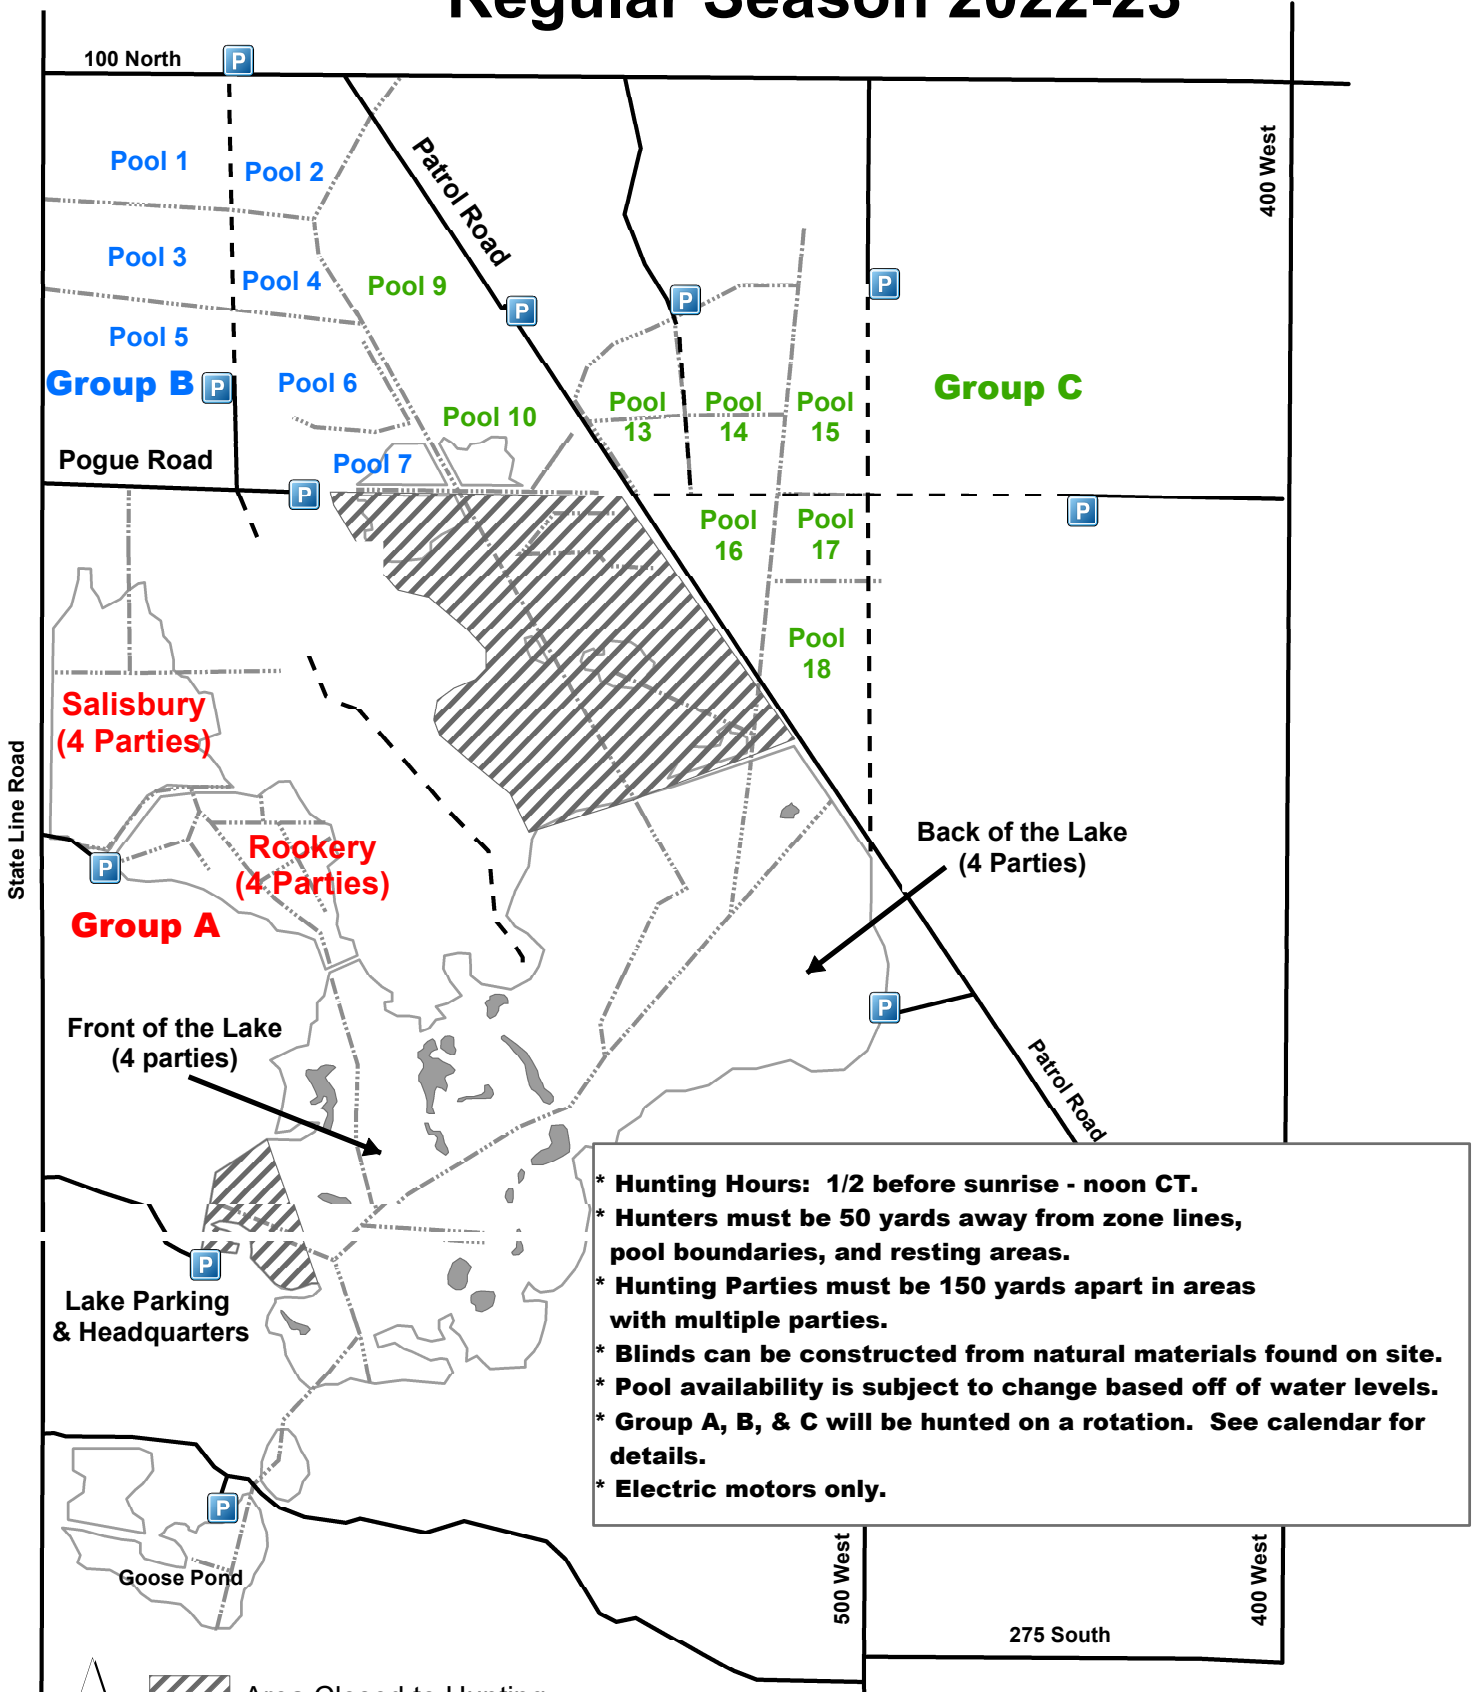 Regular Season 2022-23
100 North
P
Pool 1
Pool 2
Patrol Road
400 West
Pool 3
Pool 4
Pool 9
P
P
P
Pool 5
Group B
P
Pool 6
Pool 10
Pool
13
Pool
14
Pool
15
Group C
Pogue Road
Pool 7
P
P
Pool
16
Pool
17
Pool
18
Salisbury
(4 Parties)
State Line Road
Rookery
(4 Parties)
P
Group A
Back of the Lake
(4 Parties)
P
Front of the Lake
(4 parties)
Patrol Road
P
Lake Parking
& Headquarters
* Hunting Hours:  1/2 before sunrise - noon CT.
* Hunters must be 50 yards away from zone lines,
pool boundaries, and resting areas.
* Hunting Parties must be 150 yards apart in areas
with multiple parties.
* Blinds can be constructed from natural materials found on site.
* Pool availability is subject to change based off of water levels.
* Group A, B, & C will be hunted on a rotation.  See calendar for
details.
* Electric motors only.
P
Goose Pond
500 West
400 West
275 South
Area Closed to Hunting